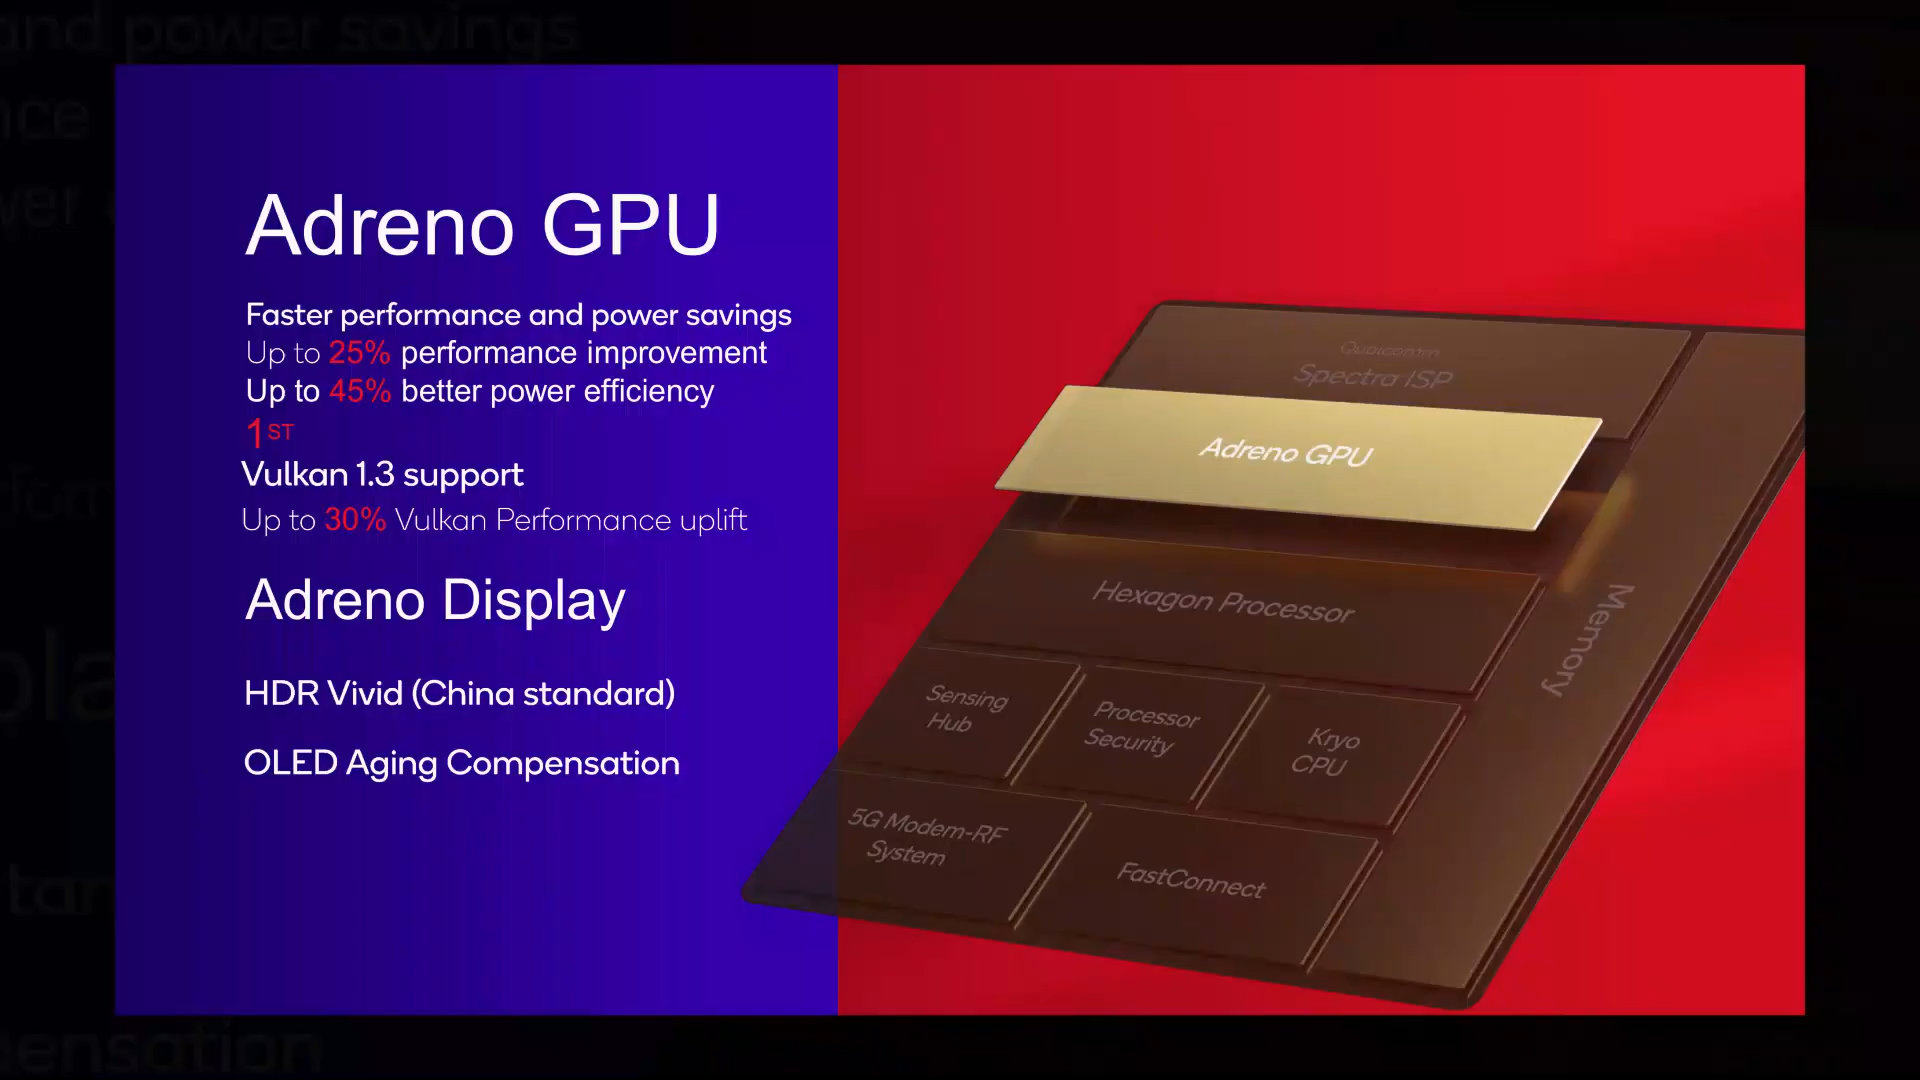 and power savings
Adreno GPU
Faster performance and power savings
Up to 25% performance improvement
Up to 45% better power efficiency
1ST
Vulkan 1.3 support
Up to 30% Vulkan Performance uplift
Adreno Display
HDR Vivid (China standard)
OLED Aging Compensation
Qualcomm
Spectra ISP
Adreno GPU
Hexagon Processor
Memory
Sensing
Hub
Processor
Security
Kryo
CPU
5G Modem-RF
System
FastConnect